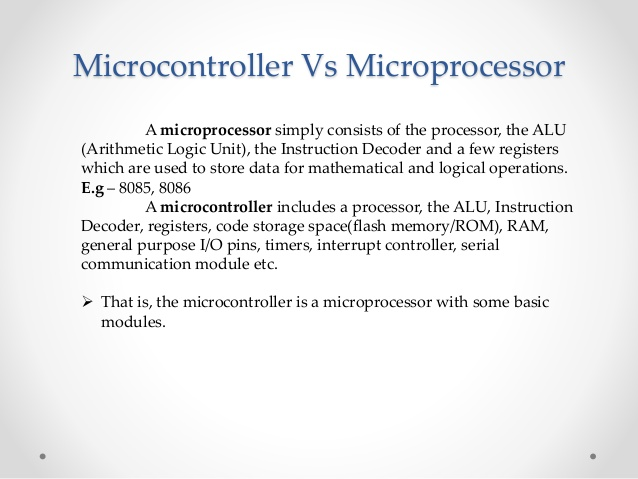 Microcontroller Vs Microprocessor
A microprocessor simply consists of the processor, the ALU
(Arithmetic Logic Unit), the Instruction Decoder and a few registers
which are used to store data for mathematical and logical operations.
E.g – 8085, 8086
A microcontroller includes a processor, the ALU, Instruction
Decoder, registers, code storage space(flash memory/ROM), RAM,
general purpose I/O pins, timers, interrupt controller, serial
communication module etc.
➢ That is, the microcontroller is a microprocessor with some basic
modules.